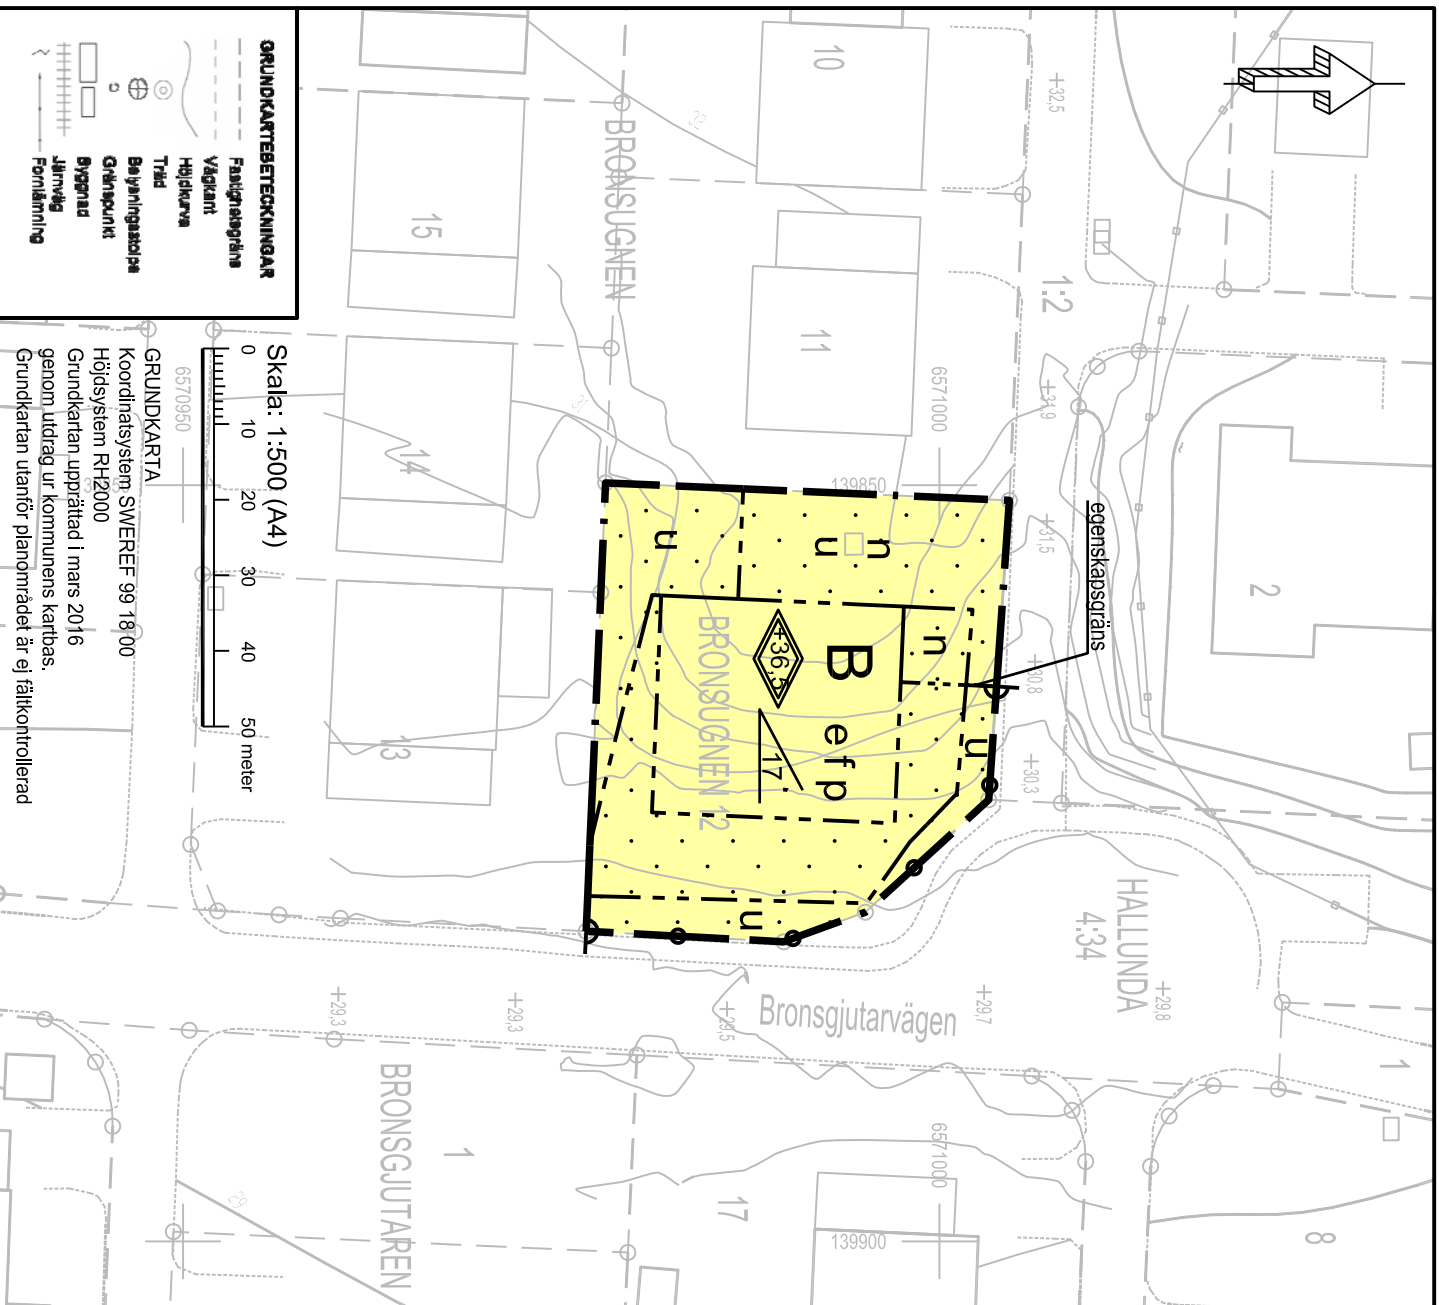 GRUNDKARTEBETECKNINGAR
Fastighetsgräns
Vägkant
Höjdkurva
Träd
Belysningsstolpe
Gränspunkt
Byggnad
Järnväg
Fornlämning
Skala: 1:500 (A4)
0 10 20 30 40 50 meter
GRUNDKARTA
Koordinatsystem SWEREF 99 18 00
Höjdsystem RH2000
Grundkartan upprättad i mars 2016
genom utdrag ur kommunens kartbas.
Grundkartan utanför planområdet är ej fältkontrollerad
egenskapsgräns
B
e f p
+36,5
17
n
u
u
n
u
u
BRONSUGNEN 12
BRONSUGNEN
10
11
15
14
13
1:2
2
HALLUNDA
4:34
Bronsgjutarvägen
BRONSGJUTAREN
1
17
1
8
+32,5
+31,9
+31,5
+30,8
+30,3
+29,8
+29,7
+29,5
+29,3
+29,3
32
31
29
6571000
6570950
139850
6571000
139900